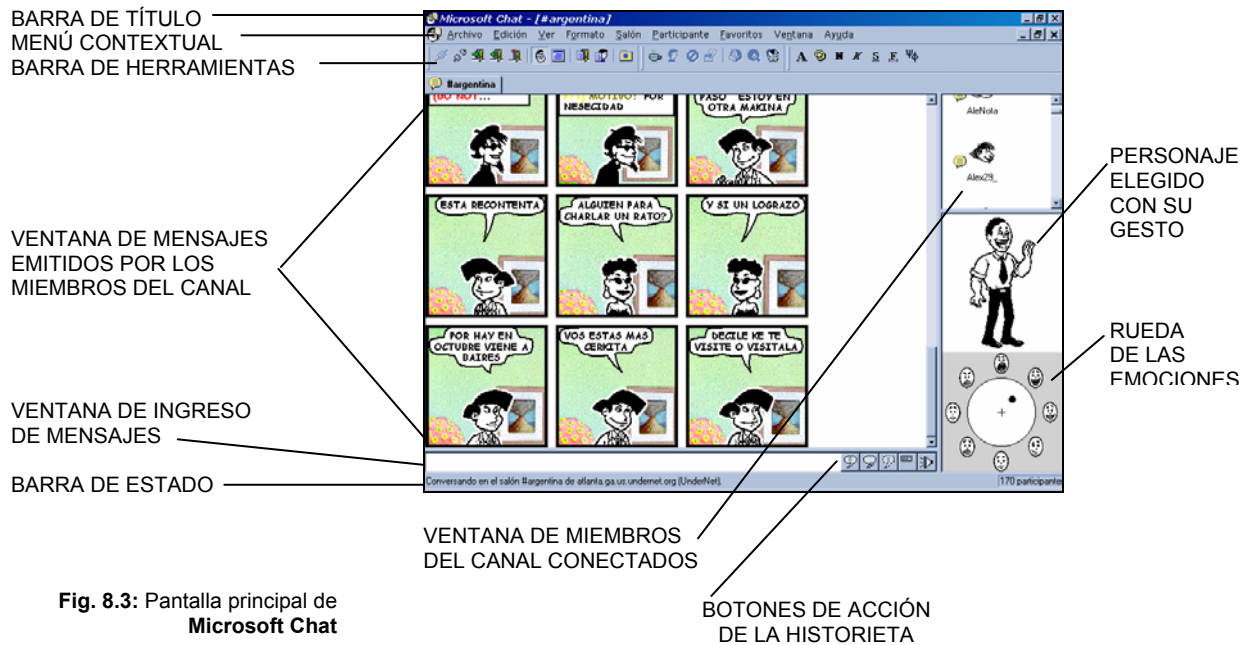 BARRA DE TÍTULO
MENÚ CONTEXTUAL
BARRA DE HERRAMIENTAS
Microsoft Chat - [#argentina]
Archivo Edición Ver Formato Salón Participante Favoritos Ventana Ayuda
#argentina
(DO NOT...
MOTIVO: POR
NESECIDAD
PASO ESTOY EN
OTRA MAKINA
AleNota
Alex29_
ESTA RECONTENTA
ALGUIEN PARA
CHARLAR UN RATO?
Y SI UN LOGRAZO
POR HAY EN
OCTUBRE VIENE A
BAIRES
VOS ESTAS MAS
CERKITA
DECILE KE TE
VISITE O VISITALA
Conversando en el salón #argentina de atlanta.ga.us.undernet.org (UnderNet).
170 participante
VENTANA DE MENSAJES
EMITIDOS POR LOS
MIEMBROS DEL CANAL
VENTANA DE INGRESO
DE MENSAJES
BARRA DE ESTADO
PERSONAJE
ELEGIDO
CON SU
GESTO
RUEDA
DE LAS
EMOCIONES
VENTANA DE MIEMBROS
DEL CANAL CONECTADOS
BOTONES DE ACCIÓN
DE LA HISTORIETA
Fig. 8.3: Pantalla principal de
Microsoft Chat